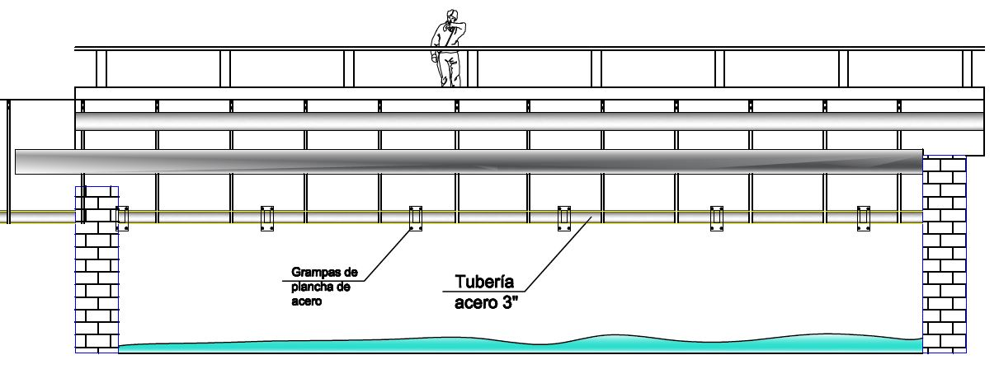 Grampas de
plancha de
acero
Tubería
acero 3"